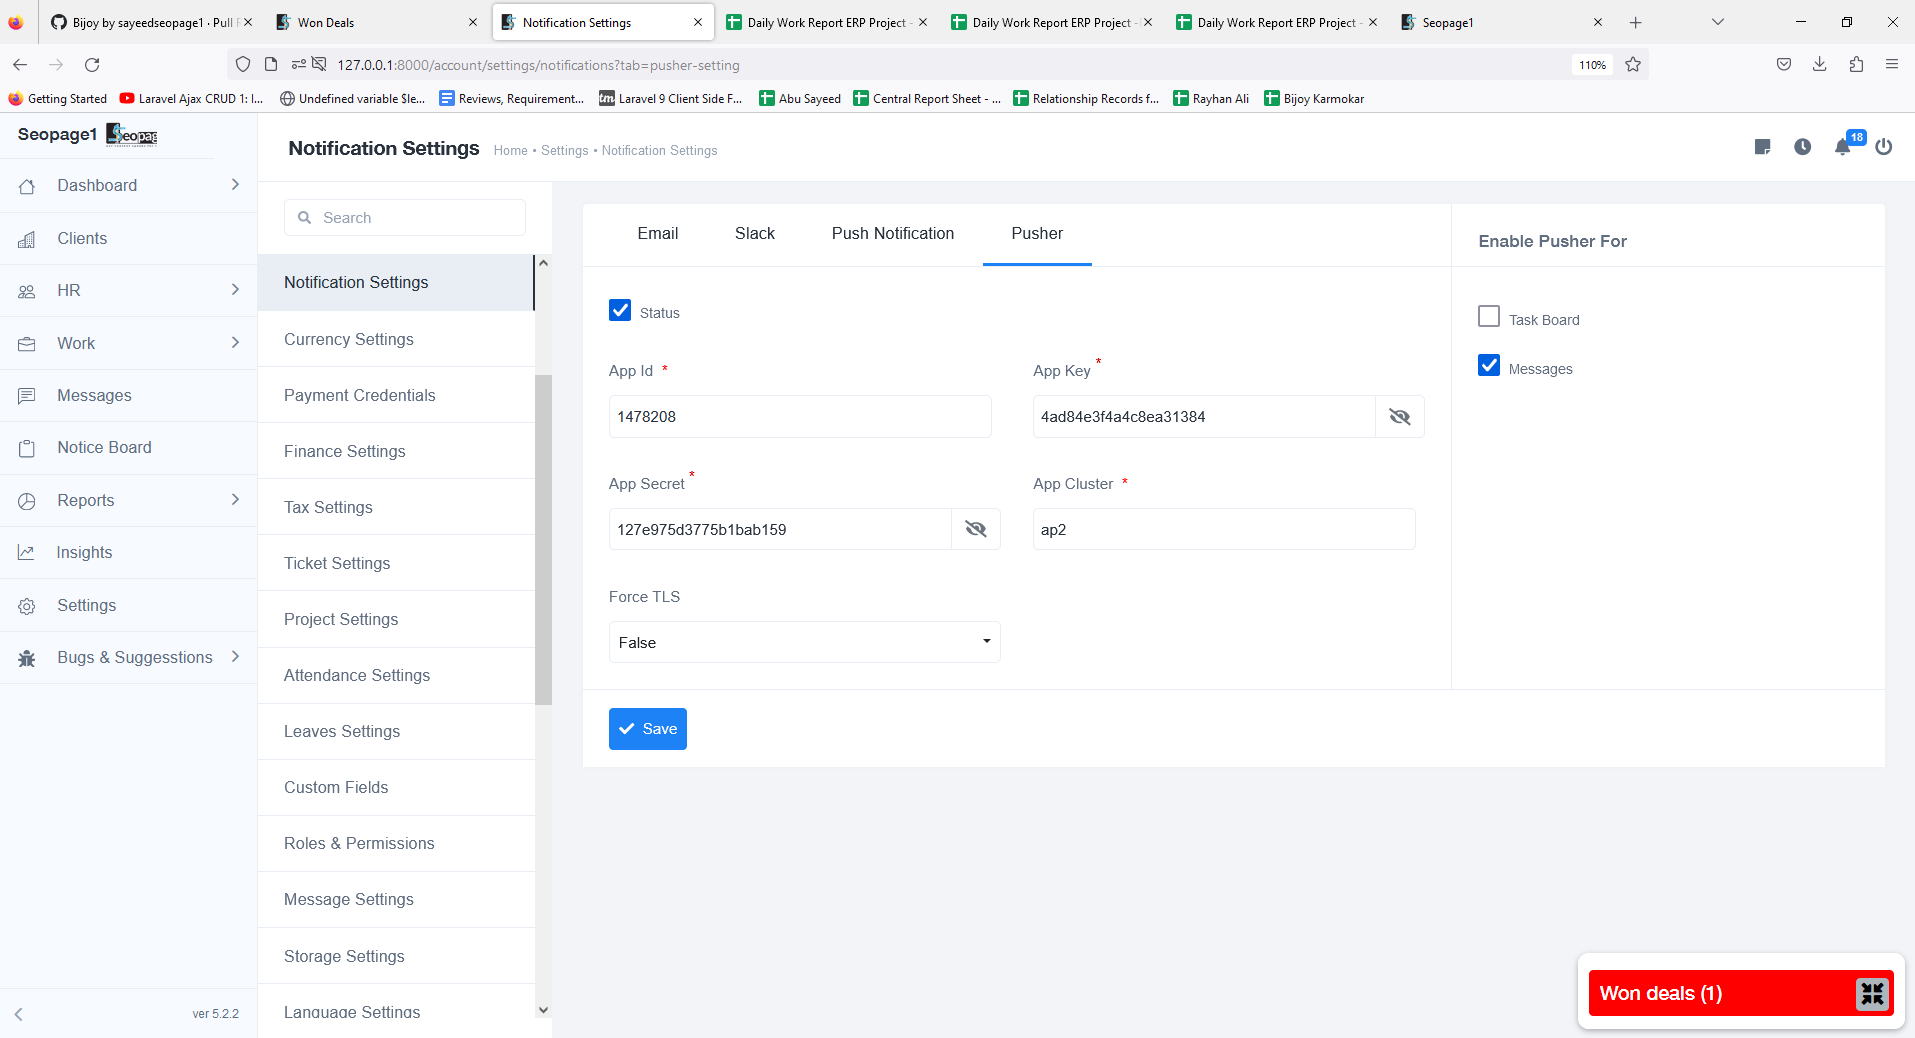 Bijoy by sayeedseopage1 · Pull R
Won Deals
Notification Settings
Daily Work Report ERP Project -
Daily Work Report ERP Project -
Daily Work Report ERP Project -
Seopage1
127.0.0.1:8000/account/settings/notifications?tab=pusher-setting
110%
Getting Started
Laravel Ajax CRUD 1: I...
Undefined variable $le...
Reviews, Requirement...
tm
Laravel 9 Client Side F...
Abu Sayeed
Central Report Sheet - ...
Relationship Records f...
Rayhan Ali
Bijoy Karmokar
Seopage1
Seopag
Notification Settings
Home • Settings • Notification Settings
18
Dashboard
Clients
HR
Work
Messages
Notice Board
Reports
Insights
Settings
Bugs & Suggesstions
ver 5.2.2
Search
Notification Settings
Currency Settings
Payment Credentials
Finance Settings
Tax Settings
Ticket Settings
Project Settings
Attendance Settings
Leaves Settings
Custom Fields
Roles & Permissions
Message Settings
Storage Settings
Language Settings
Email
Slack
Push Notification
Pusher
Status
App Id *
App Key *
1478208
4ad84e3f4a4c8ea31384
App Secret *
App Cluster *
127e975d3775b1bab159
ap2
Force TLS
False
Save
Enable Pusher For
Task Board
Messages
Won deals (1)